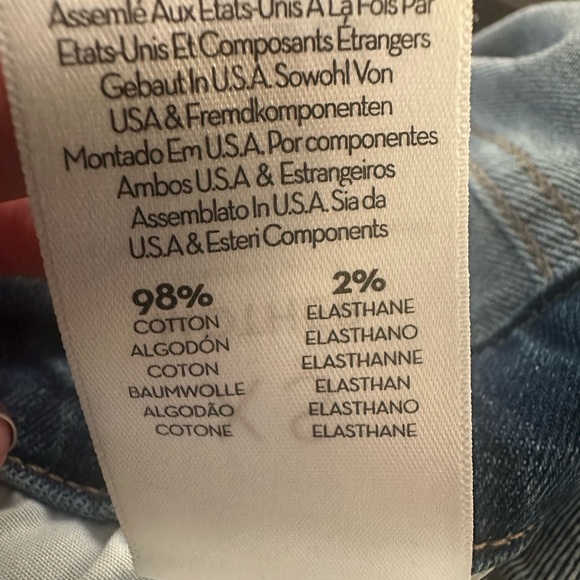 Assemlé Aux Etats-Unis A La Fois Par
Etats-Unis Et Composants Étrangers
Gebaut In U.S.A. Sowohl Von
USA & Fremdkomponenten
Montado Em U.S.A. Por componentes
Ambos U.S.A & Estrangeiros
Assemblato In U.S.A. Sia da
U.S.A & Esteri Components
98%
COTTON
ALGODÓN
COTON
BAUMWOLLE
ALGODÃO
COTONE
2%
ELASTHANE
ELASTHANO
ELASTHANNE
ELASTHAN
ELASTHANO
ELASTHANE